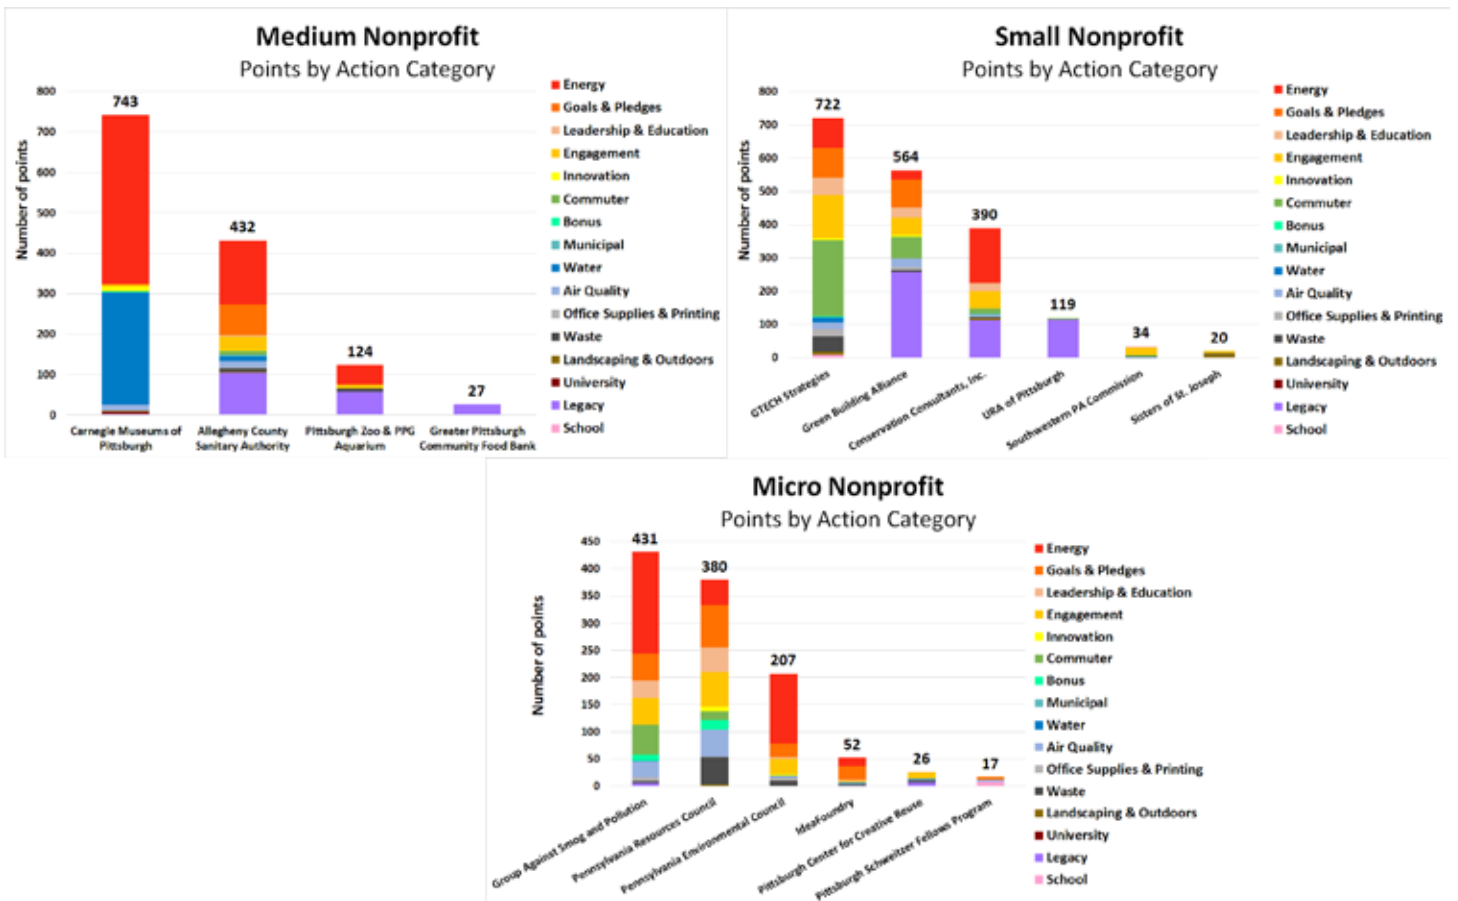 Medium Nonprofit
Points by Action Category
Number of points
800
700
600
500
400
300
200
100
0
743
432
124
27
Carnegie Museums of
Pittsburgh
Allegheny County
Sanitary Authority
Pittsburgh Zoo & PPG
Aquarium
Greater Pittsburgh
Community Food Bank
Energy
Goals & Pledges
Leadership & Education
Engagement
Innovation
Commuter
Bonus
Municipal
Water
Air Quality
Office Supplies & Printing
Waste
Landscaping & Outdoors
University
Legacy
School
Small Nonprofit
Points by Action Category
Number of points
800
700
600
500
400
300
200
100
0
722
564
390
119
34
20
GTECH Strategies
Green Building Alliance
Conservation Consultants, Inc.
URA of Pittsburgh
Southwestern PA Commission
Sisters of St. Joseph
Energy
Goals & Pledges
Leadership & Education
Engagement
Innovation
Commuter
Bonus
Municipal
Water
Air Quality
Office Supplies & Printing
Waste
Landscaping & Outdoors
University
Legacy
School
Micro Nonprofit
Points by Action Category
Number of points
450
400
350
300
250
200
150
100
50
0
431
380
207
52
26
17
Group Against Smog and Pollution
Pennsylvania Resources Council
Pennsylvania Environmental Council
IdeaFoundry
Pittsburgh Center for Creative Reuse
Pittsburgh Schweitzer Fellows Program
Energy
Goals & Pledges
Leadership & Education
Engagement
Innovation
Commuter
Bonus
Municipal
Water
Air Quality
Office Supplies & Printing
Waste
Landscaping & Outdoors
University
Legacy
School